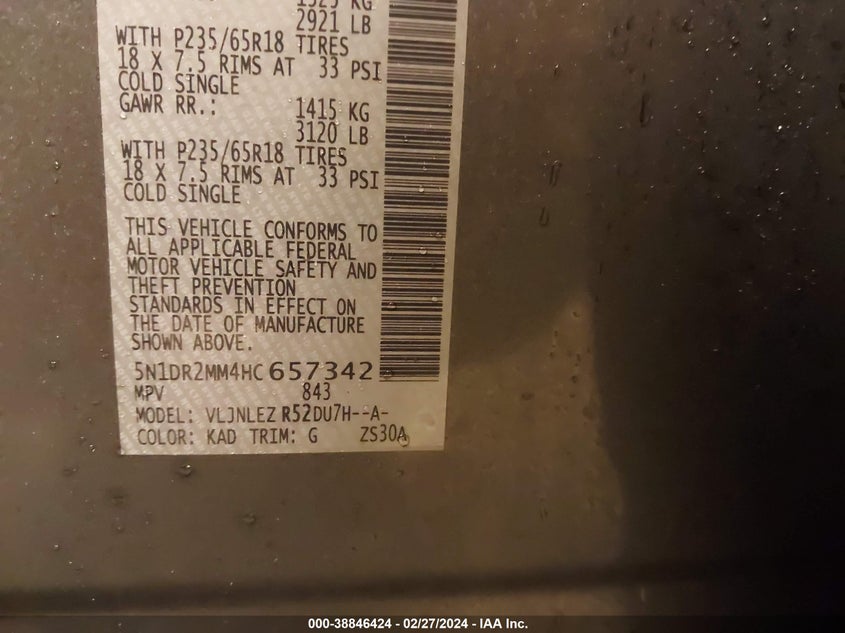 2921 LB
WITH P235/65R18 TIRES
18 X 7.5 RIMS AT 33 PSI
COLD SINGLE
GAWR RR.: 1415 KG
3120 LB
WITH P235/65R18 TIRES
18 X 7.5 RIMS AT 33 PSI
COLD SINGLE
THIS VEHICLE CONFORMS TO
ALL APPLICABLE FEDERAL
MOTOR VEHICLE SAFETY AND
THEFT PREVENTION
STANDARDS IN EFFECT ON
THE DATE OF MANUFACTURE
SHOWN ABOVE.
5N1DR2MM4HC657342
MPV 843
MODEL: VLJNLEZ R52DU7H--A-
COLOR: KAD TRIM: G ZS30A
000-38846424 - 02/27/2024 - IAA Inc.